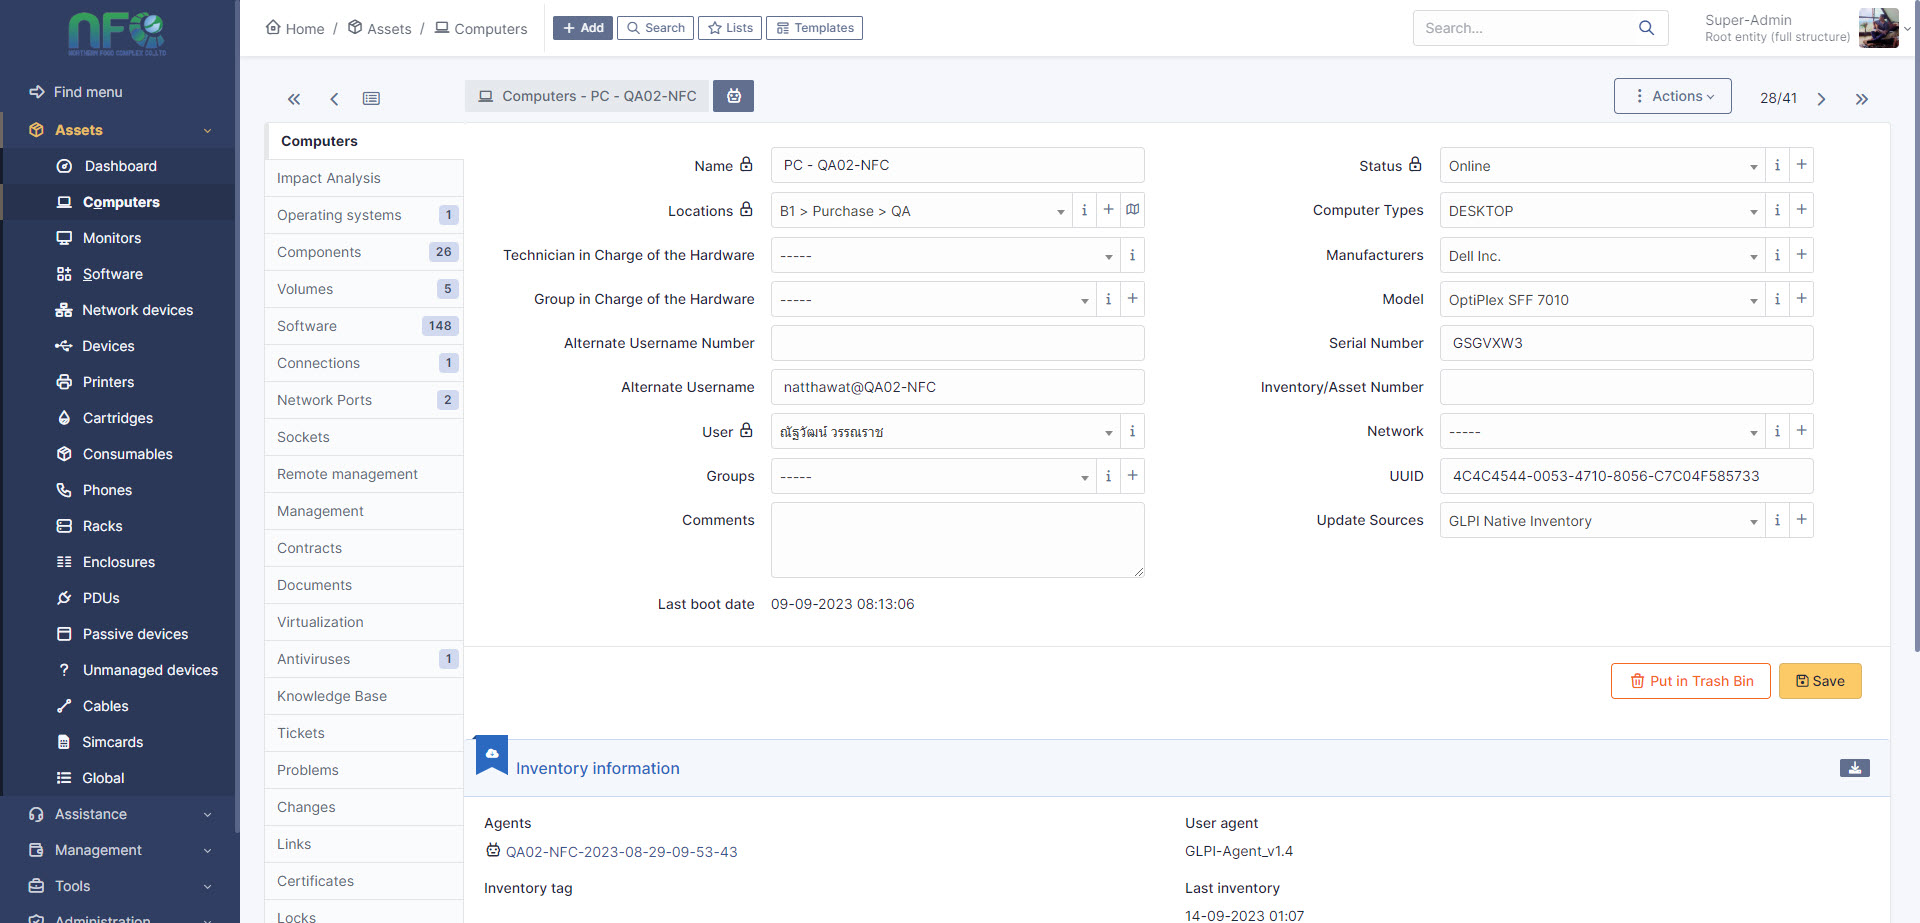 NF
NORTHERN FOOD COMPLEX CO.,LTD
Find menu
Assets
Dashboard
Computers
Monitors
Software
Network devices
Devices
Printers
Cartridges
Consumables
Phones
Racks
Enclosures
PDUs
Passive devices
Unmanaged devices
Cables
Simcards
Global
Assistance
Management
Tools
Administration
Home / Assets / Computers
Add
Search
Lists
Templates
Search...
Super-Admin
Root entity (full structure)
Computers - PC - QA02-NFC
Actions
28/41
Computers
Impact Analysis
Operating systems 1
Components 26
Volumes 5
Software 148
Connections 1
Network Ports 2
Sockets
Remote management
Management
Contracts
Documents
Virtualization
Antiviruses 1
Knowledge Base
Tickets
Problems
Changes
Links
Certificates
Locks
Name PC - QA02-NFC
Locations B1 > Purchase > QA
Technician in Charge of the Hardware -----
Group in Charge of the Hardware -----
Alternate Username Number
Alternate Username natthawat@QA02-NFC
User ณัฐวัฒน์ วรรณราช
Groups -----
Comments
Last boot date 09-09-2023 08:13:06
Status Online
Computer Types DESKTOP
Manufacturers Dell Inc.
Model OptiPlex SFF 7010
Serial Number GSGVXW3
Inventory/Asset Number
Network -----
UUID 4C4C4544-0053-4710-8056-C7C04F585733
Update Sources GLPI Native Inventory
Put in Trash Bin
Save
Inventory information
Agents
QA02-NFC-2023-08-29-09-53-43
Inventory tag
User agent
GLPI-Agent_v1.4
Last inventory
14-09-2023 01:07